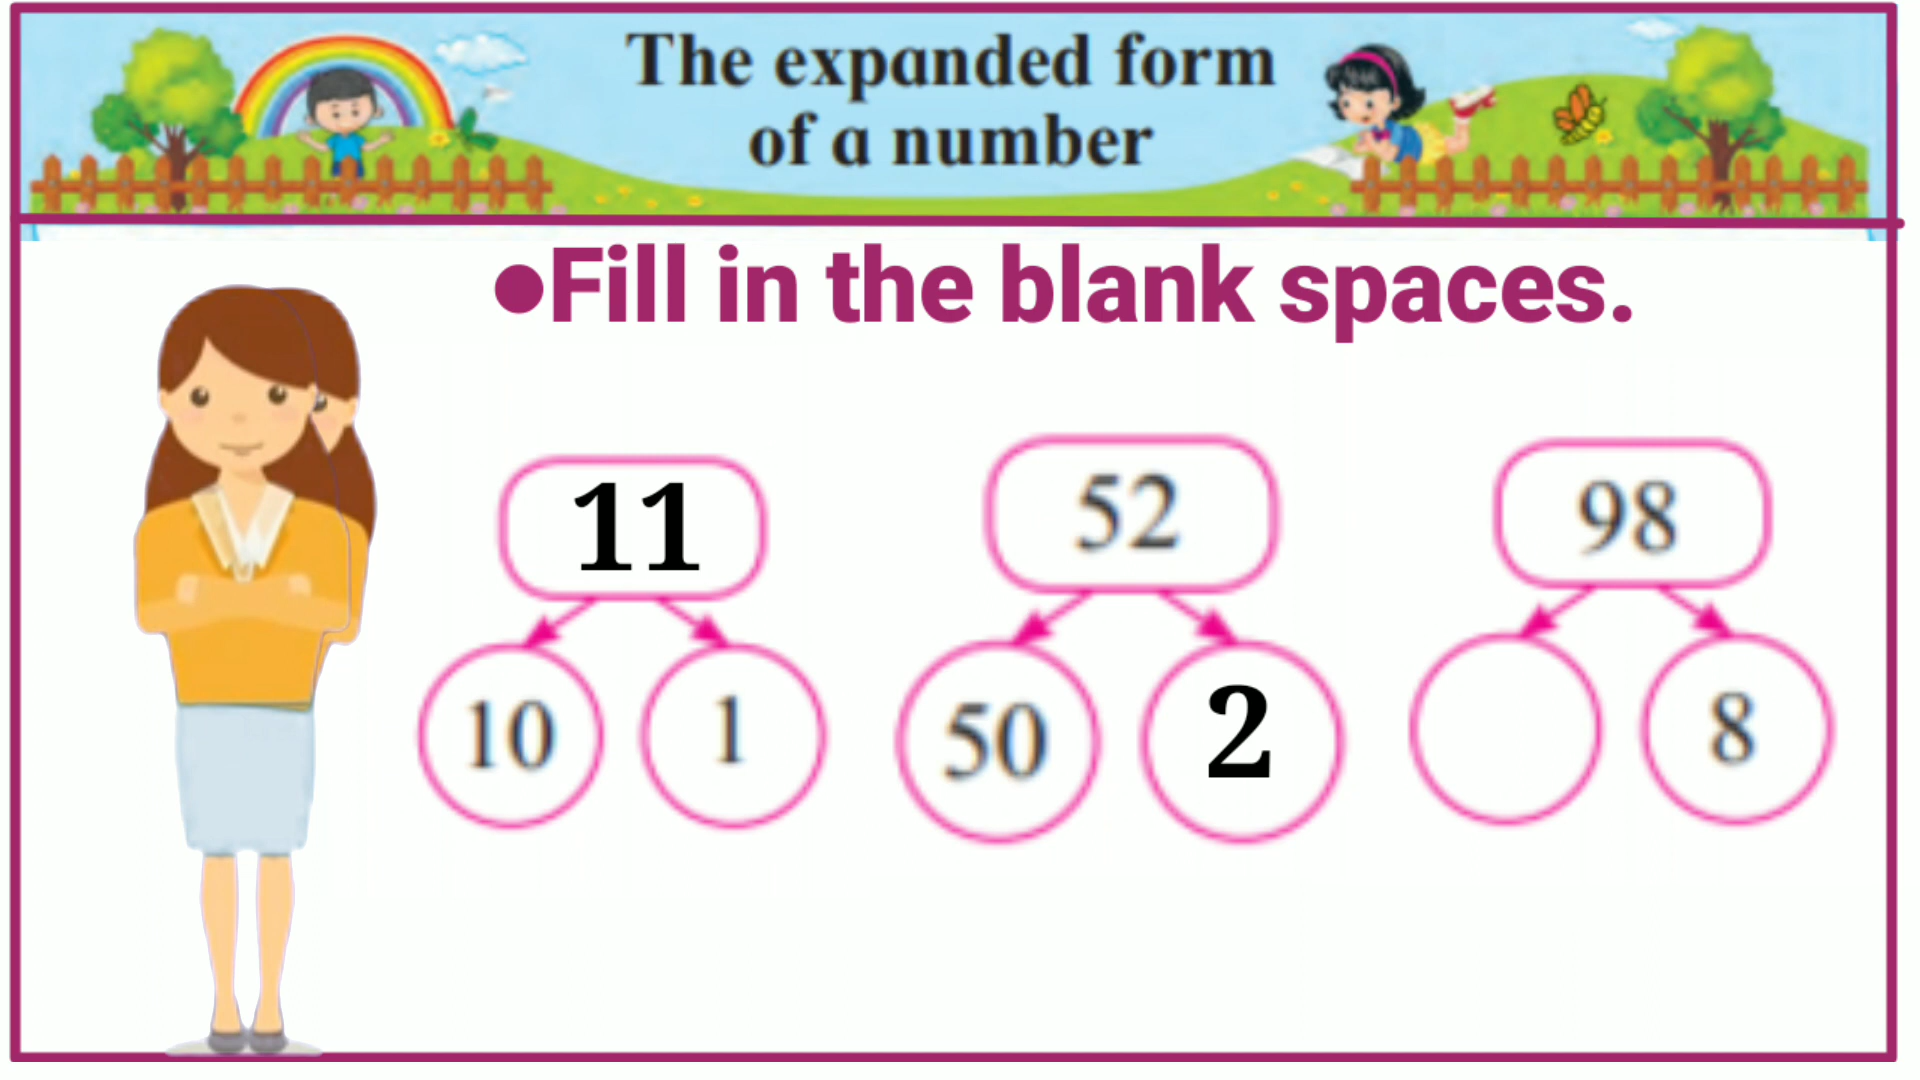 The expanded form
of a number
•Fill in the blank spaces.
11 52 98
10 1 50 2 8